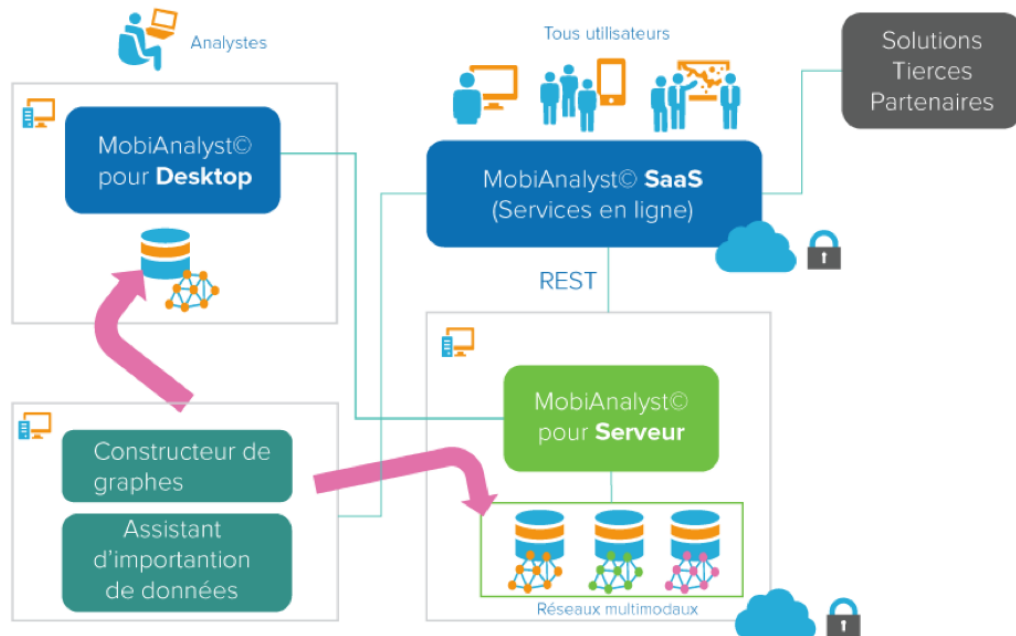 Analystes
Tous utilisateurs
Solutions
Tierces
Partenaires
MobiAnalyst©
pour Desktop
MobiAnalyst© SaaS
(Services en ligne)
REST
MobiAnalyst©
pour Serveur
Constructeur de
graphes
Assistant
d'importantion
de données
Réseaux multimodaux